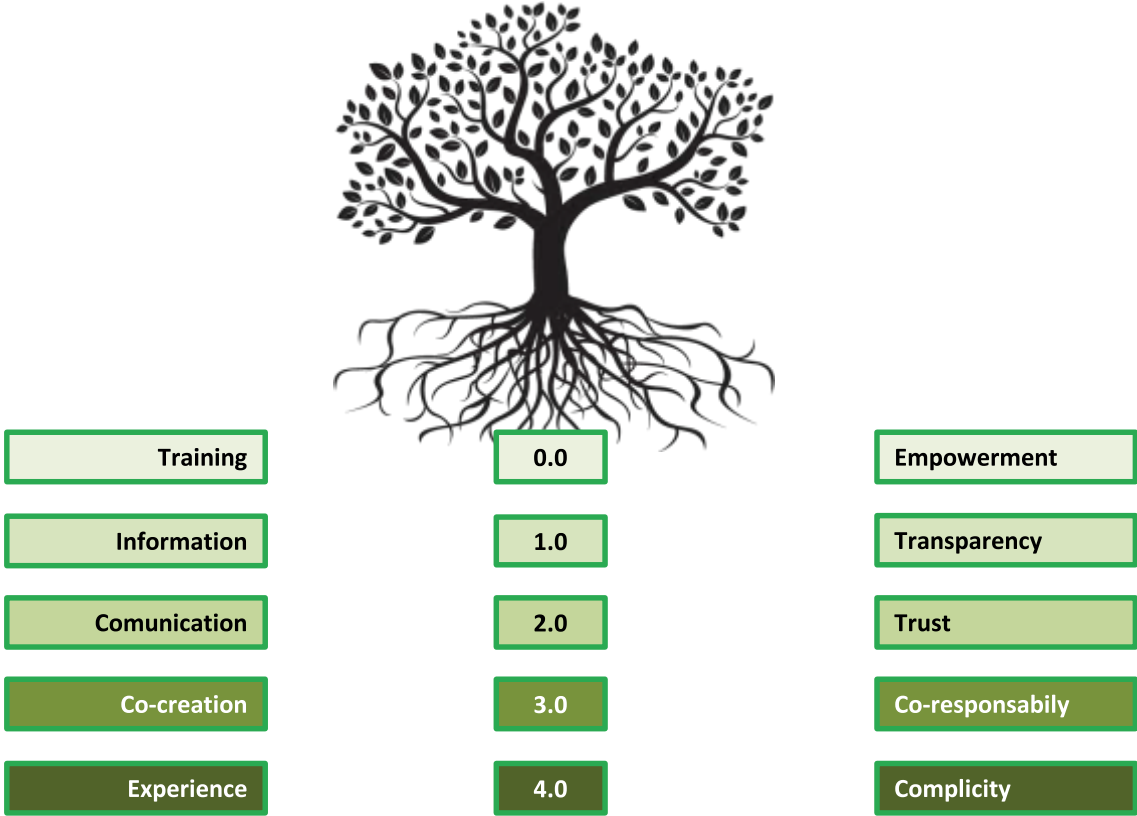 Training 0.0 Empowerment
Information 1.0 Transparency
Comunication 2.0 Trust
Co-creation 3.0 Co-responsabily
Experience 4.0 Complicity